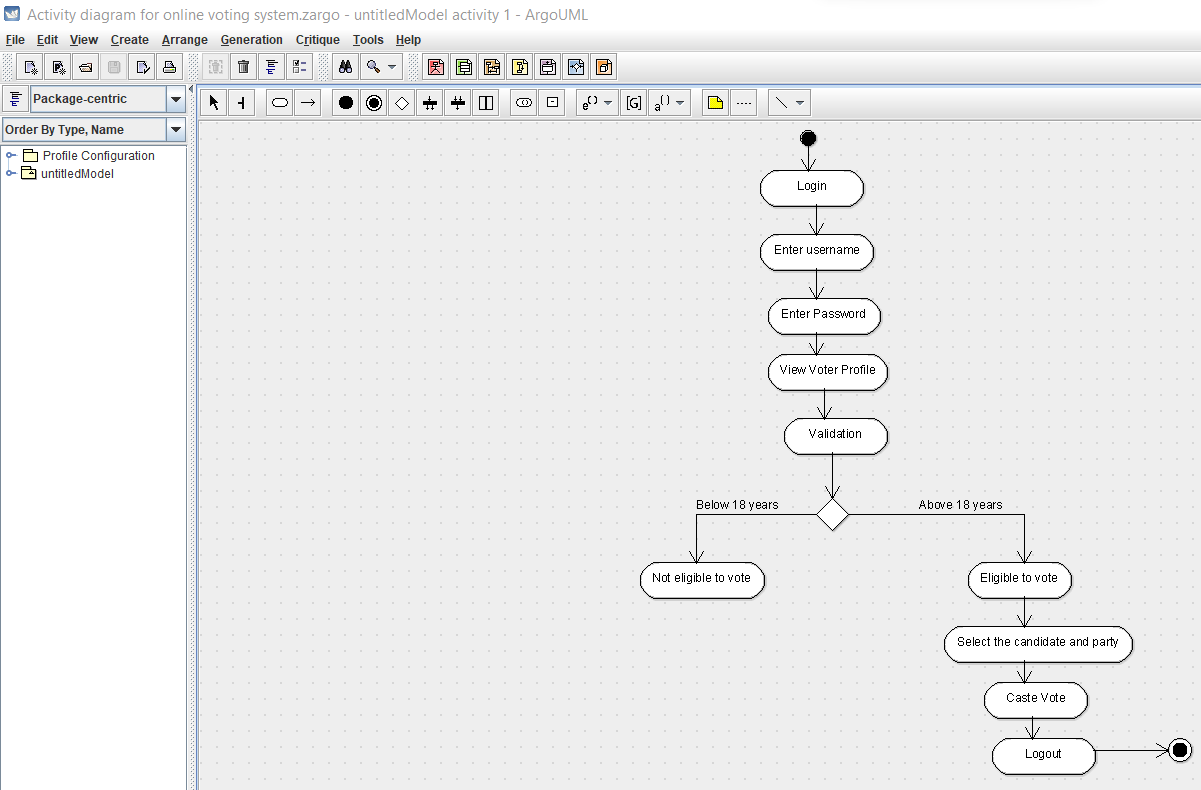 Activity diagram for online voting system.zargo - untitledModel activity 1 - ArgoUML
File Edit View Create Arrange Generation Critique Tools Help
Package-centric
Order By Type, Name
Profile Configuration
untitledModel
Login
Enter username
Enter Password
View Voter Profile
Validation
Below 18 years
Above 18 years
Not eligible to vote
Eligible to vote
Select the candidate and party
Caste Vote
Logout